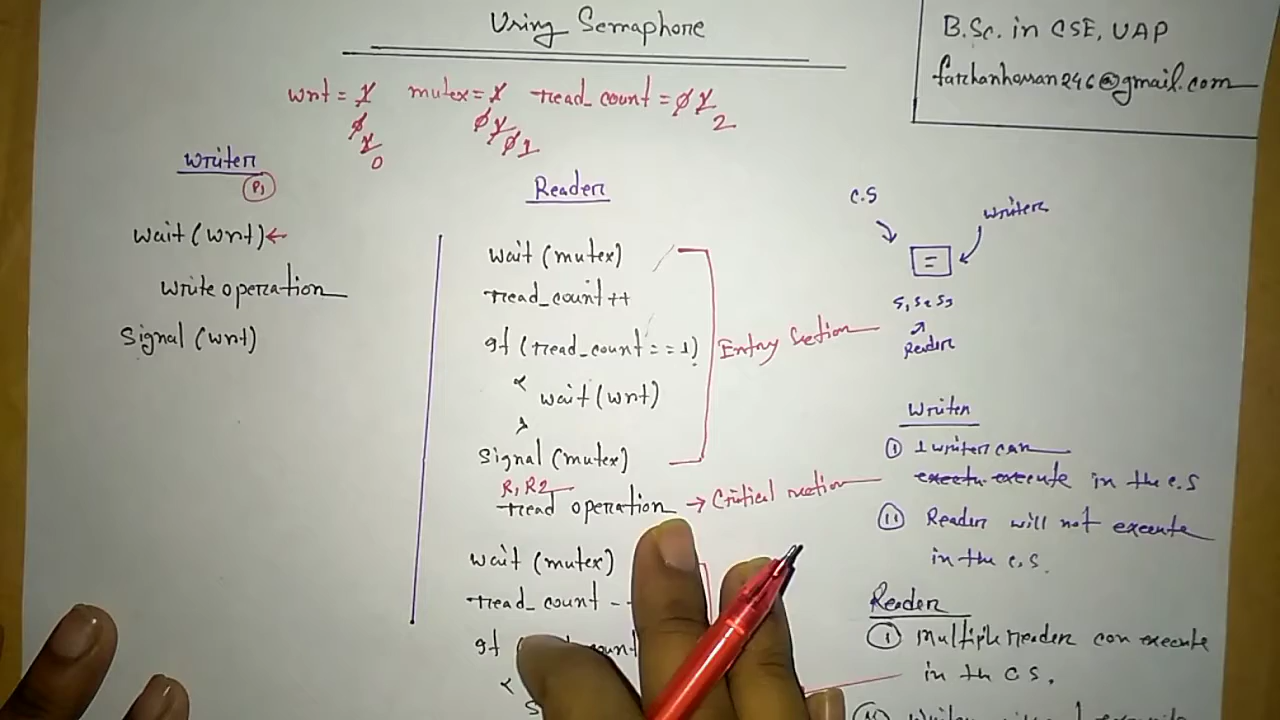 Using Semaphore
B.Sc. in CSE, UAP
farhanhossan246@gmail.com
wrt = 1 mutex = 1 read_count = 0 1 2
0 0 1
1 0 1
0
Writer
P1
wait (wrt) ←
write operation
Signal (wrt)
Reader
wait (mutex)
read_count ++
if (read_count == 1)
{
wait (wrt)
}
Signal (mutex)
R1 R2
read operation → Critical section
wait (mutex)
read_count -
if
{
S
Entry Section
C.S
writer
=
S1 S2 S3
Reader
Writer
i 1 writer can
execute in the C.S
ii Reader will not execute
in the C.S.
Reader
i Multiple reader can execute
in the C S.